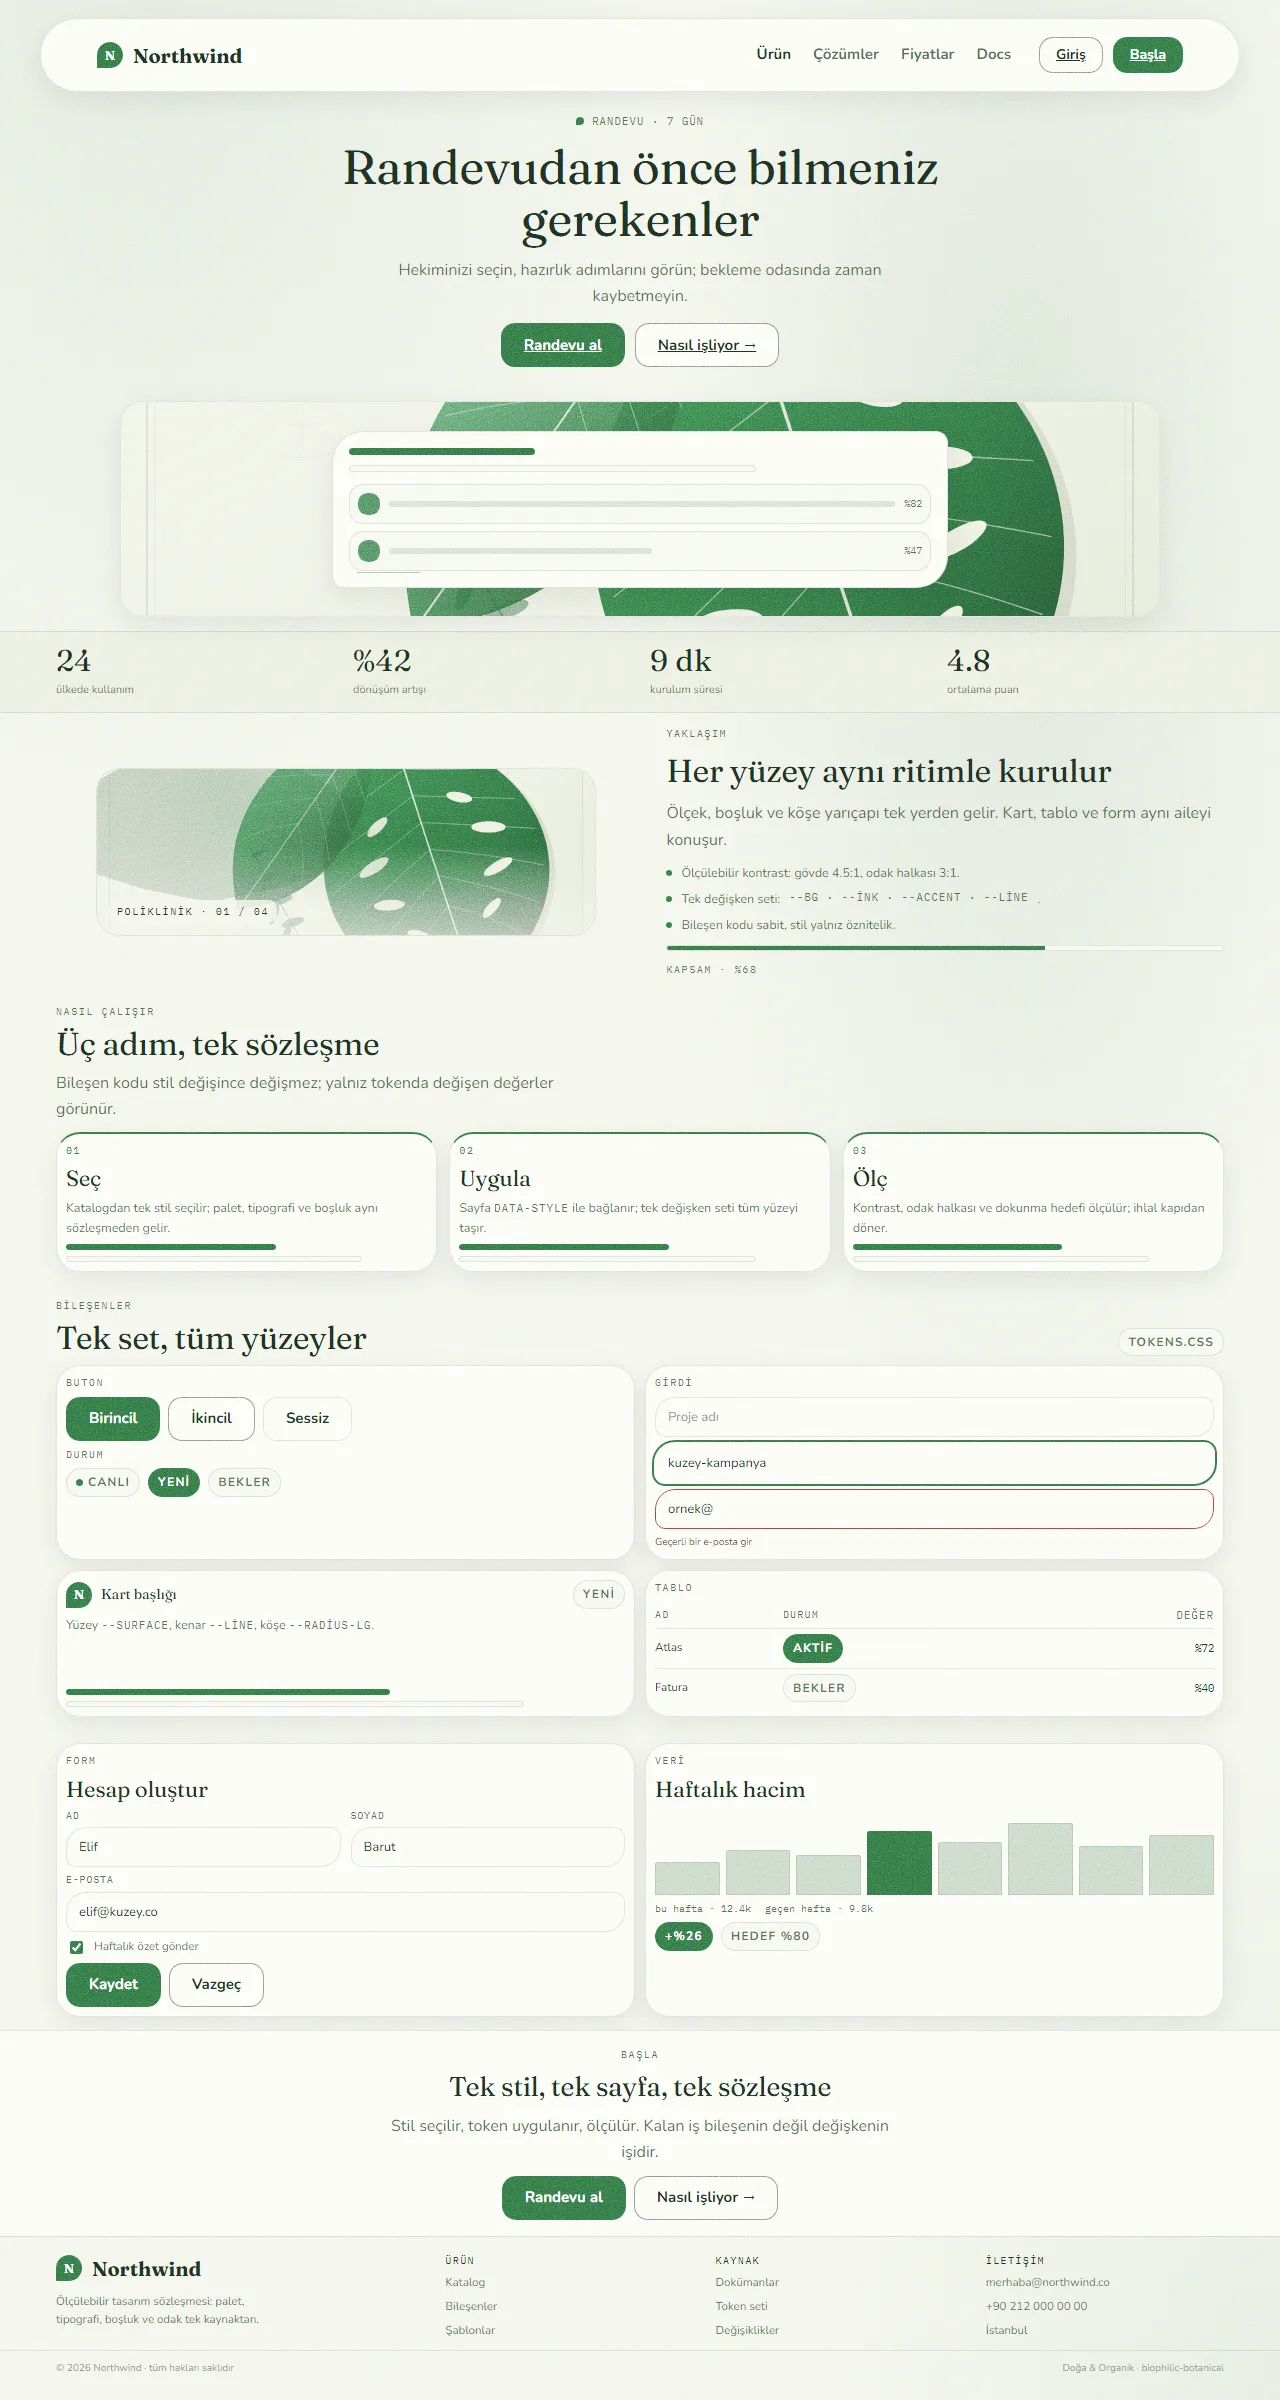 N Northwind
Ürün Çözümler Fiyatlar Docs Giriş Başla
RANDEVU · 7 GÜN
Randevudan önce bilmeniz
gerekenler
Hekiminizi seçin, hazırlık adımlarını görün; bekleme odasında zaman
kaybetmeyin.
Randevu al Nasıl işliyor →
%82
%47
24 %42 9 dk 4.8
ülkede kullanım dönüşüm artışı kurulum süresi ortalama puan
YAKLAŞIM
Her yüzey aynı ritimle kurulur
Ölçek, boşluk ve köşe yarıçapı tek yerden gelir. Kart, tablo ve form aynı aileyi
konuşur.
Ölçülebilir kontrast: gövde 4.5:1, odak halkası 3:1.
Tek değişken seti: --BG · --İNK · --ACCENT · --LİNE .
Bileşen kodu sabit, stil yalnız öznitelik.
POLİKLİNİK · 01 / 04
KAPSAM · %68
NASIL ÇALIŞIR
Üç adım, tek sözleşme
Bileşen kodu stil değişince değişmez; yalnız tokenda değişen değerler
görünür.
01
Seç
Katalogdan tek stil seçilir; palet, tipografi ve boşluk aynı
sözleşmeden gelir.
02
Uygula
Sayfa DATA-STYLE ile bağlanır; tek değişken seti tüm yüzeyi
taşır.
03
Ölç
Kontrast, odak halkası ve dokunma hedefi ölçülür; ihlal kapıdan
döner.
BİLEŞENLER
Tek set, tüm yüzeyler
TOKENS.CSS
BUTON
Birincil İkincil Sessiz
DURUM
CANLI YENİ BEKLER
GİRDİ
Proje adı
kuzey-kampanya
ornek@
Geçerli bir e-posta gir
N Kart başlığı YENİ
Yüzey --SURFACE, kenar --LİNE, köşe --RADİUS-LG.
TABLO
AD DURUM DEĞER
Atlas AKTİF %72
Fatura BEKLER %40
FORM
Hesap oluştur
AD SOYAD
Elif Barut
E-POSTA
elif@kuzey.co
Haftalık özet gönder
Kaydet Vazgeç
VERİ
Haftalık hacim
bu hafta · 12.4k geçen hafta · 9.8k
+%26 HEDEF %80
BAŞLA
Tek stil, tek sayfa, tek sözleşme
Stil seçilir, token uygulanır, ölçülür. Kalan iş bileşenin değil değişkenin
işidir.
Randevu al Nasıl işliyor →
N Northwind
Ölçülebilir tasarım sözleşmesi: palet,
tipografi, boşluk ve odak tek kaynaktan.
ÜRÜN
Katalog
Bileşenler
Şablonlar
KAYNAK
Dokümanlar
Token seti
Değişiklikler
İLETİŞİM
merhaba@northwind.co
+90 212 000 00 00
İstanbul
© 2026 Northwind · tüm hakları saklıdır
Doğa & Organik · biophilic-botanical